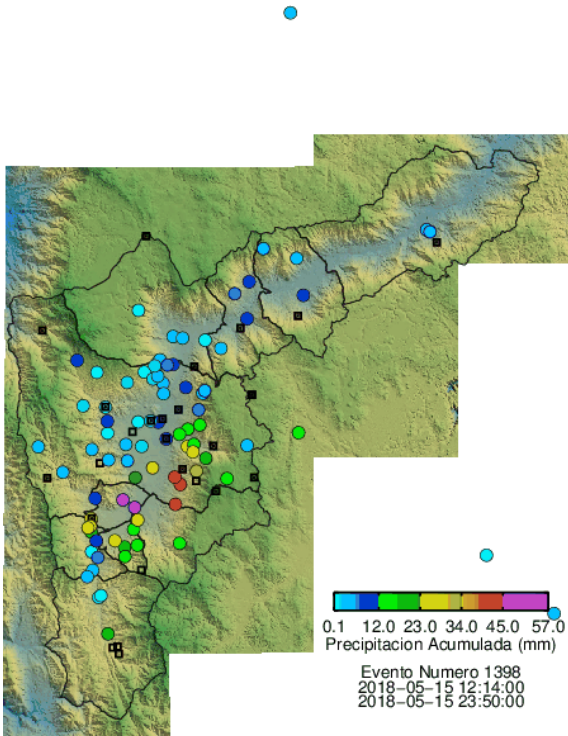 0.1 12.0 23.0 34.0 45.0 57.0
Precipitacion Acumulada (mm)
Evento Numero 1398
2018-05-15 12:14:00
2018-05-15 23:50:00